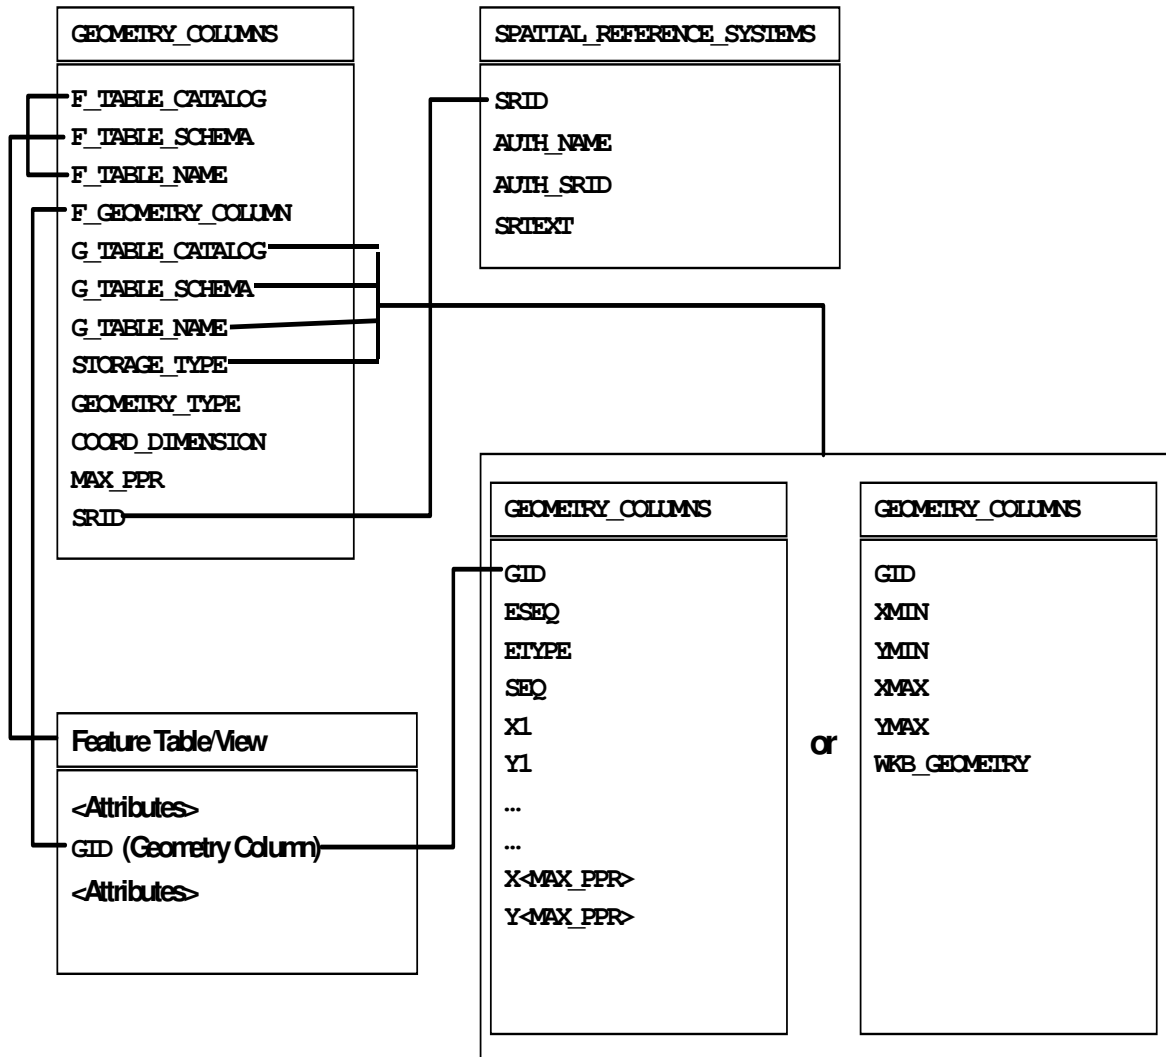 GEOMETRY_COLUMNS
F_TABLE_CATALOG
F_TABLE_SCHEMA
F_TABLE_NAME
F_GEOMETRY_COLUMN
G_TABLE_CATALOG
G_TABLE_SCHEMA
G_TABLE_NAME
STORAGE_TYPE
GEOMETRY_TYPE
COORD_DIMENSION
MAX_PPR
SRID
SPATIAL_REFERENCE_SYSTEMS
SRID
AUTH_NAME
AUTH_SRID
SRTEXT
Feature Table/View
<Attributes>
GID (Geometry Column)
<Attributes>
GEOMETRY_COLUMNS
GID
ESEQ
ETYPE
SEQ
X1
Y1
...
...
X<MAX_PPR>
Y<MAX_PPR>
or
GEOMETRY_COLUMNS
GID
XMIN
YMIN
XMAX
YMAX
WKB_GEOMETRY